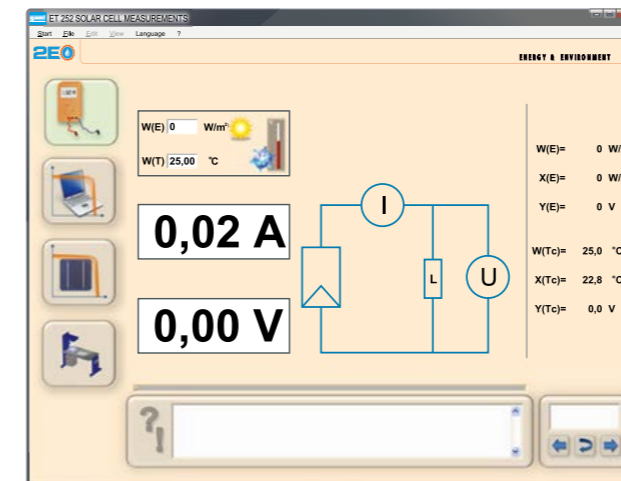 ET 252 SOLAR CELL MEASUREMENTS
Start File Edit View Language ?
2E
ENERGY & ENVIRONMENT
W(E) 0 W/m²
W(T) 25,00 °C
0,02 A
0,00 V
I
L
U
W(E)= 0 W/
X(E)= 0 W/
Y(E)= 0 V
W(Tc)= 25,0 °C
X(Tc)= 22,8 °C
Y(Tc)= 0,0 V
?!